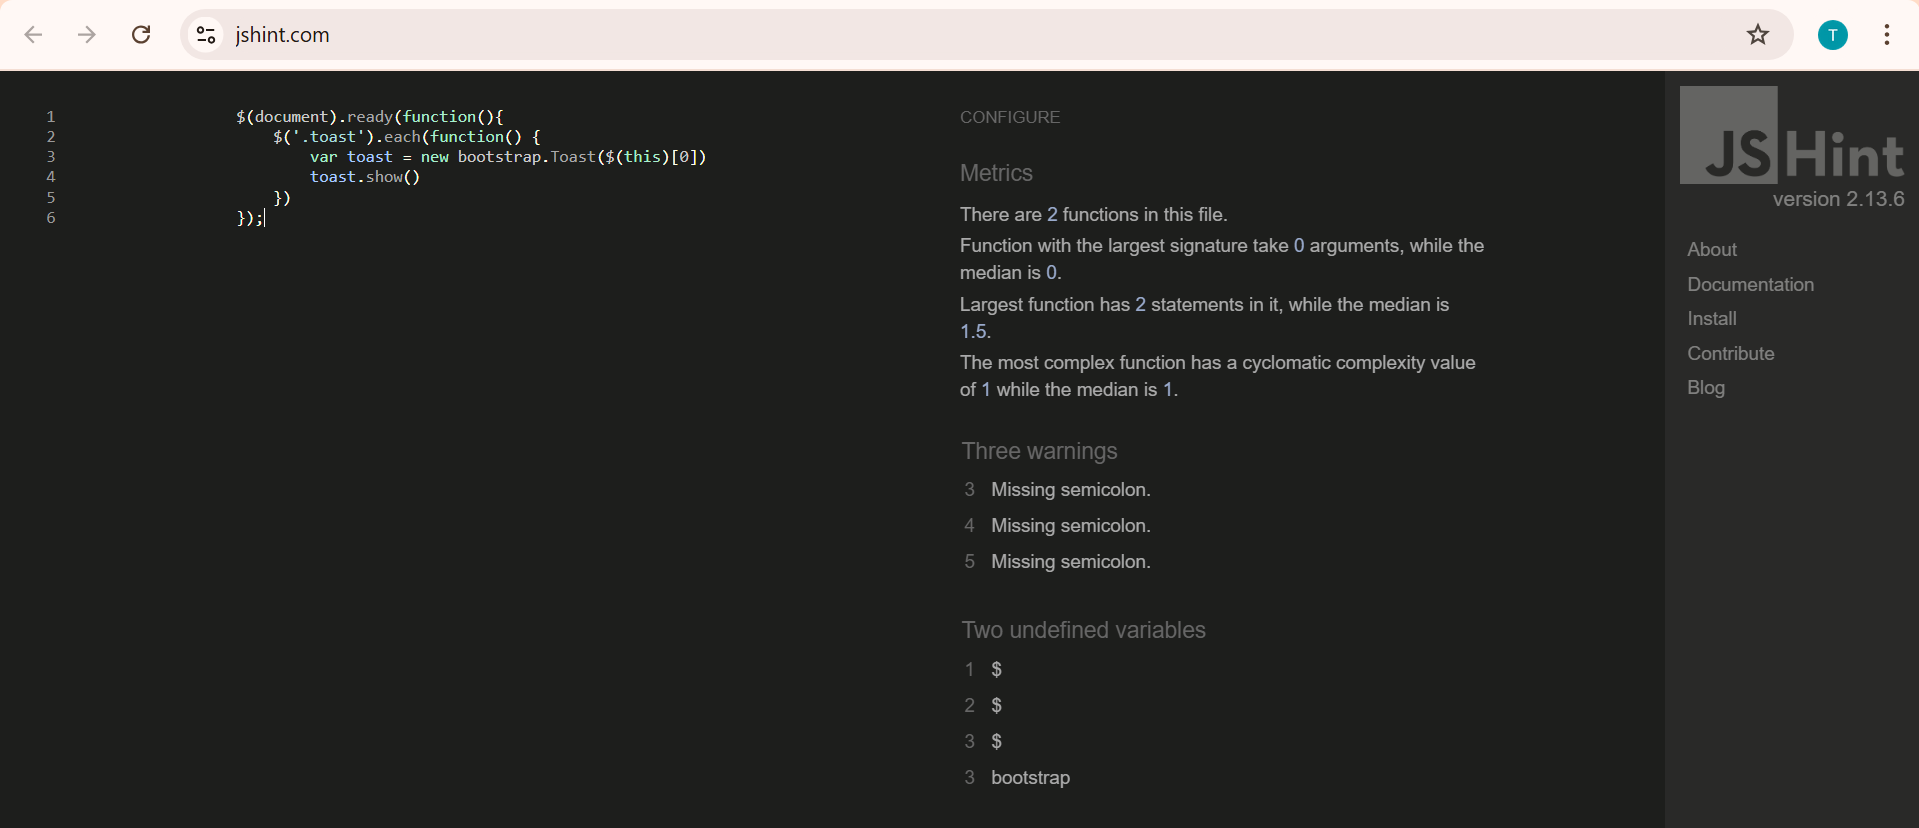 jshint.com
T
1 $(document).ready(function(){
2 $('.toast').each(function() {
3 var toast = new bootstrap.Toast($(this)[0])
4 toast.show()
5 })
6 });
CONFIGURE
Metrics
There are 2 functions in this file.
Function with the largest signature take 0 arguments, while the
median is 0.
Largest function has 2 statements in it, while the median is
1.5.
The most complex function has a cyclomatic complexity value
of 1 while the median is 1.
Three warnings
3 Missing semicolon.
4 Missing semicolon.
5 Missing semicolon.
Two undefined variables
1 $
2 $
3 $
3 bootstrap
JSHint
version 2.13.6
About
Documentation
Install
Contribute
Blog